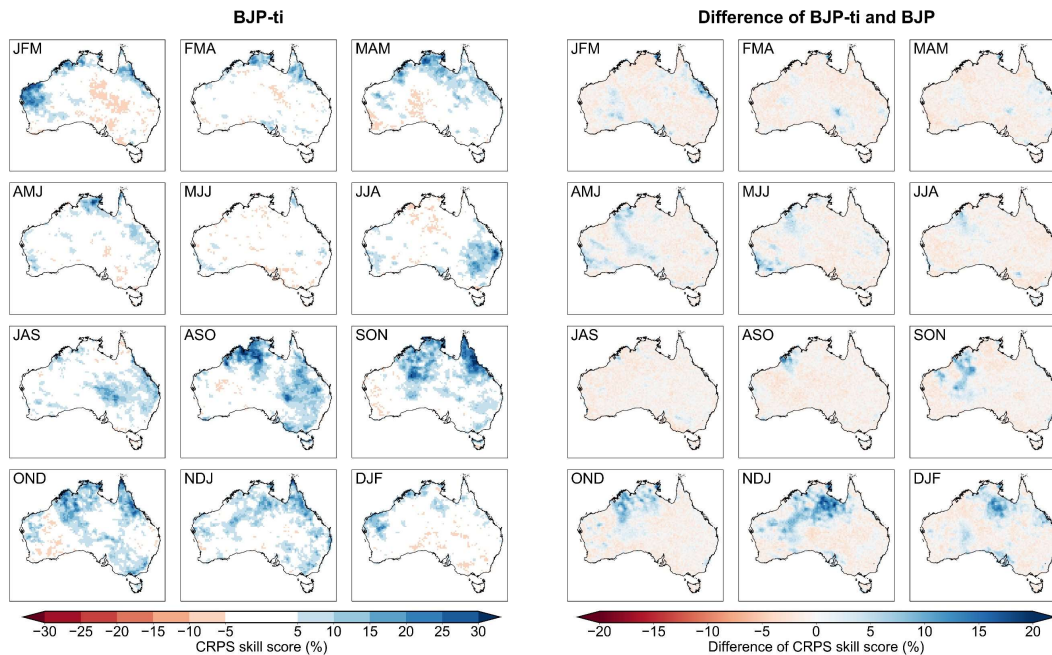 BJP-ti
JFM
FMA
MAM
AMJ
MJJ
JJA
JAS
ASO
SON
OND
NDJ
DJF
−30 −25 −20 −15 −10 −5 5 10 15 20 25 30
CRPS skill score (%)
Difference of BJP-ti and BJP
JFM
FMA
MAM
AMJ
MJJ
JJA
JAS
ASO
SON
OND
NDJ
DJF
−20 −15 −10 −5 0 5 10 15 20
Difference of CRPS skill score (%)